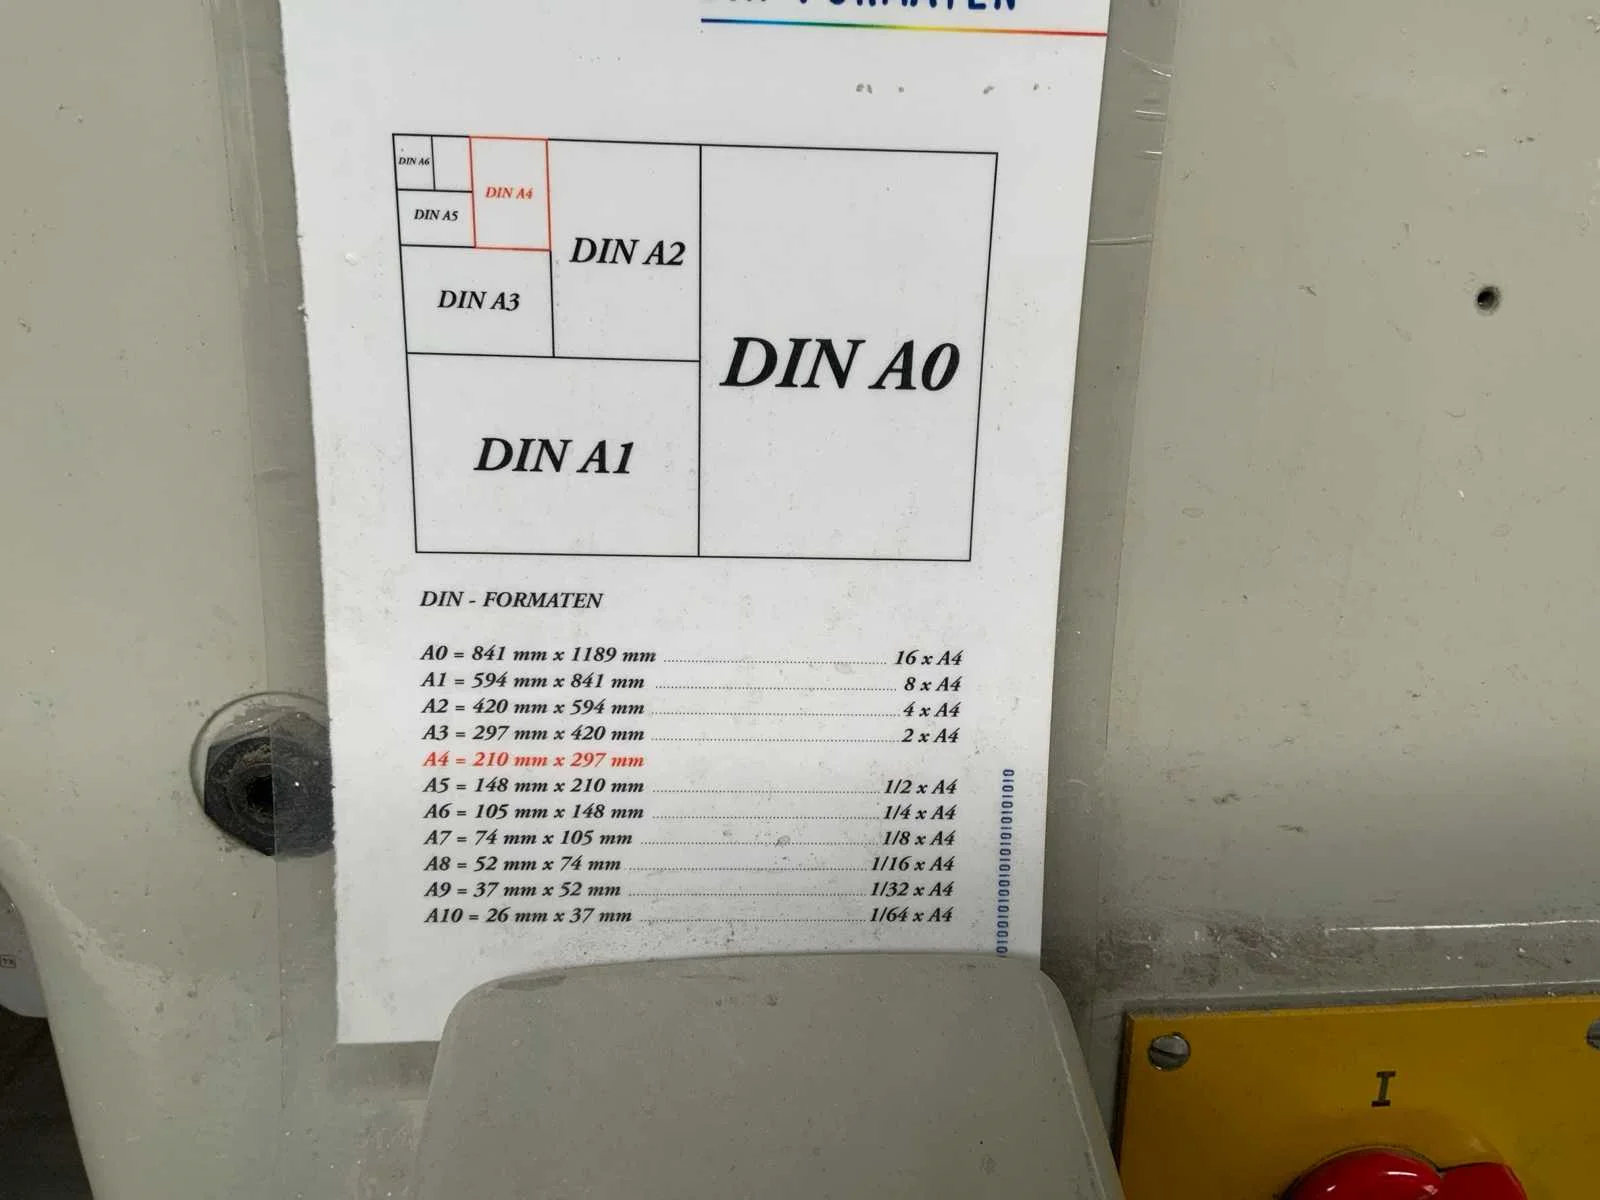 FORMATEN
DIN A6
DIN A4
DIN A5
DIN A2
DIN A3
DIN A0
DIN A1
DIN - FORMATEN
A0 = 841 mm x 1189 mm ........ 16 x A4
A1 = 594 mm x 841 mm ........ 8 x A4
A2 = 420 mm x 594 mm ........ 4 x A4
A3 = 297 mm x 420 mm ........ 2 x A4
A4 = 210 mm x 297 mm
A5 = 148 mm x 210 mm ........ 1/2 x A4
A6 = 105 mm x 148 mm ........ 1/4 x A4
A7 = 74 mm x 105 mm ........ 1/8 x A4
A8 = 52 mm x 74 mm ........ 1/16 x A4
A9 = 37 mm x 52 mm ........ 1/32 x A4
A10 = 26 mm x 37 mm ........ 1/64 x A4
I